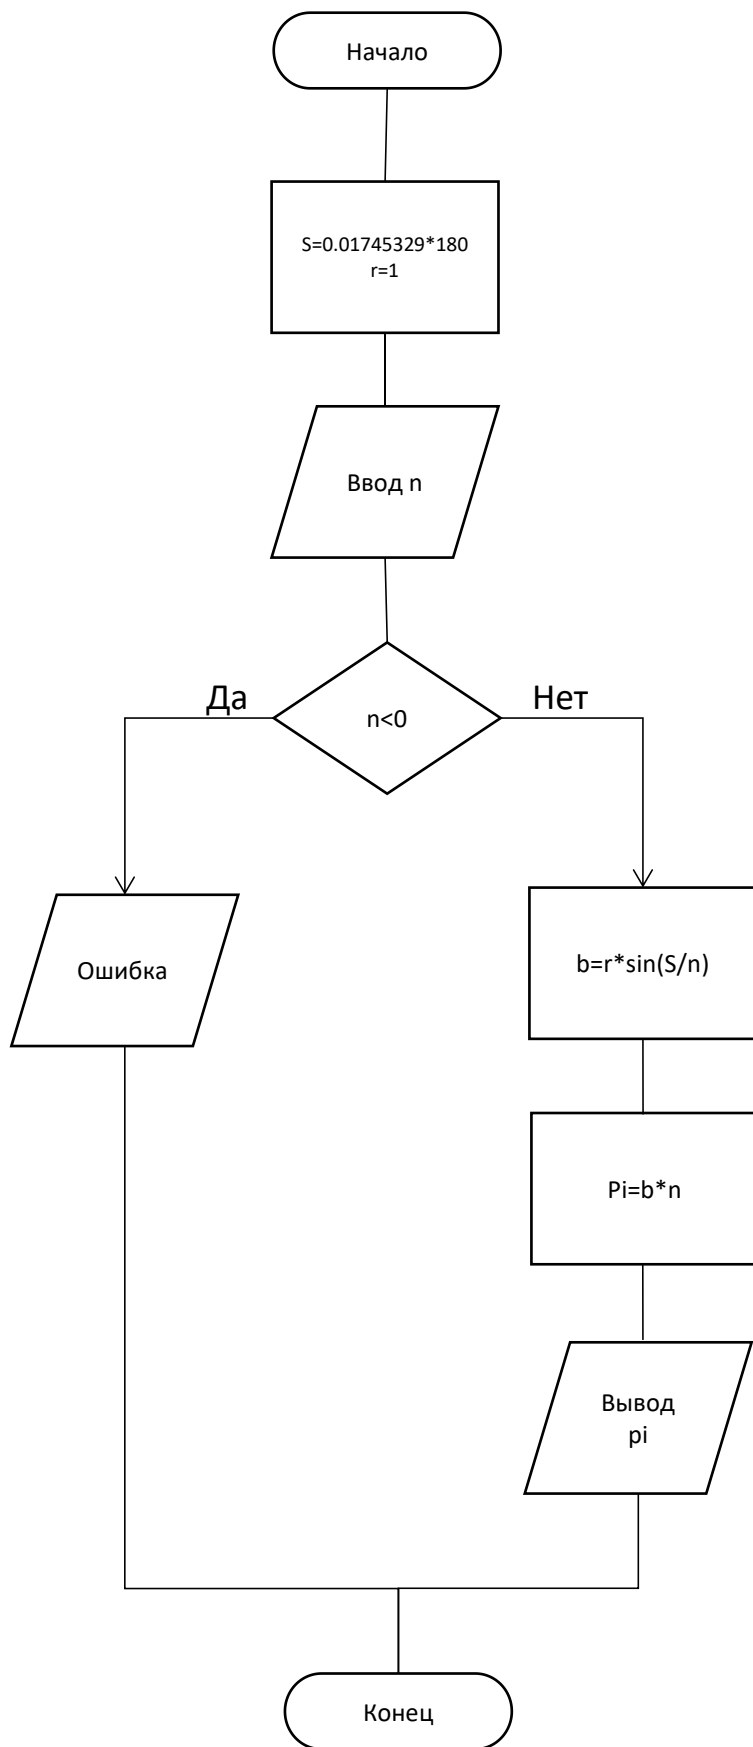 Начало
S=0.01745329*180
r=1
Ввод n
Да
Нет
n<0
Ошибка
b=r*sin(S/n)
Pi=b*n
Вывод
pi
Конец